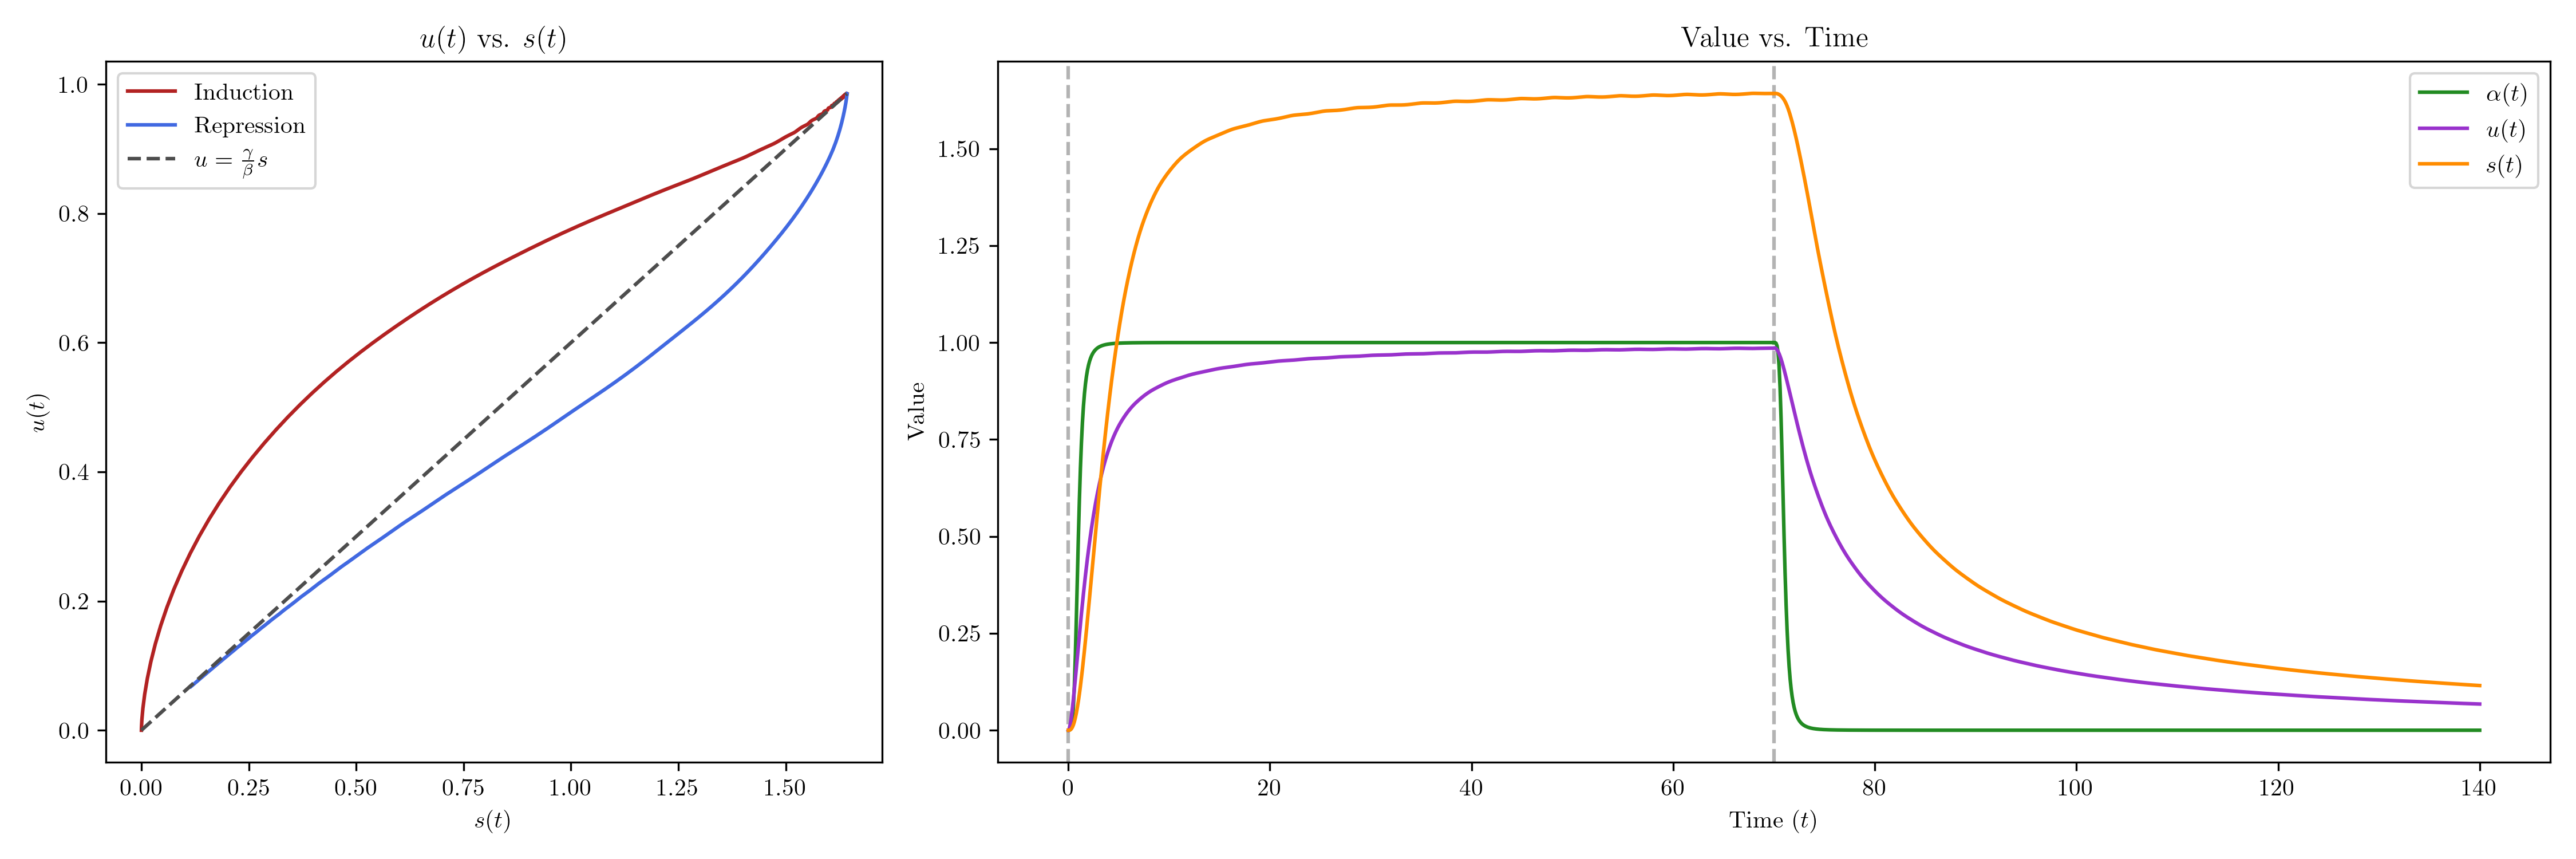 u(t) vs. s(t)
1.0
0.8
0.6
0.4
0.2
0.0
u(t)
Induction
Repression
u = γ/β s
0.00 0.25 0.50 0.75 1.00 1.25 1.50
s(t)
Value vs. Time
1.50
1.25
1.00
0.75
0.50
0.25
0.00
Value
α(t)
u(t)
s(t)
0 20 40 60 80 100 120 140
Time (t)